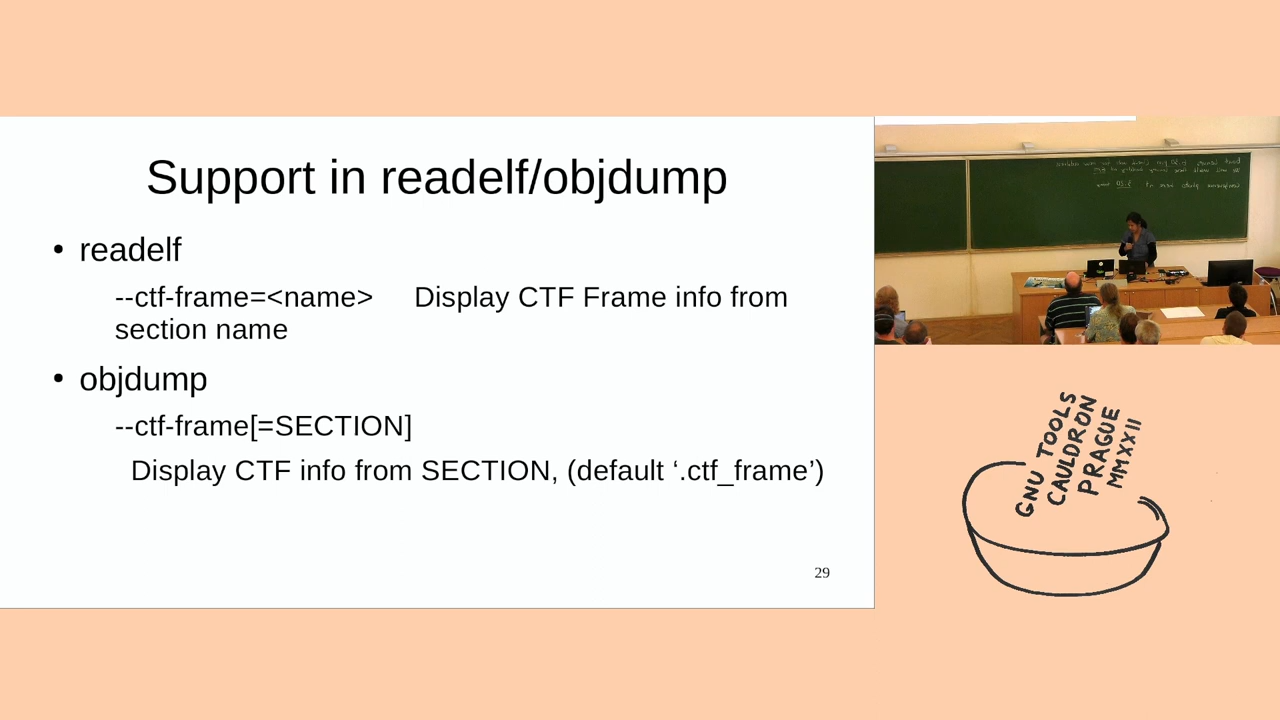 Support in readelf/objdump
• readelf
--ctf-frame=<name> Display CTF Frame info from
section name
• objdump
--ctf-frame[=SECTION]
Display CTF info from SECTION, (default ‘.ctf_frame’)
29
GNU TOOLS
CAULDRON
PRAGUE
MMXXII